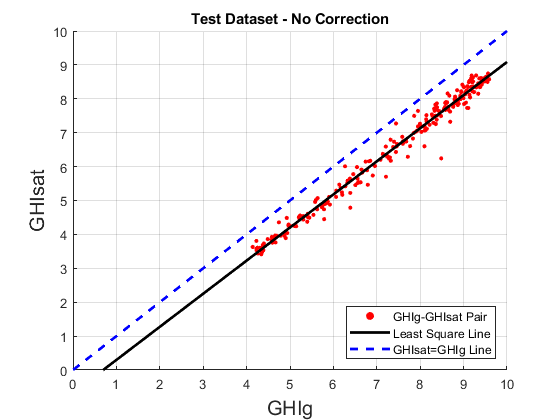 Test Dataset - No Correction
10
9
8
7
6
5
4
3
2
1
0
GHIsat
0 1 2 3 4 5 6 7 8 9 10
GHIg
GHIg-GHIsat Pair
Least Square Line
GHIsat=GHIg Line